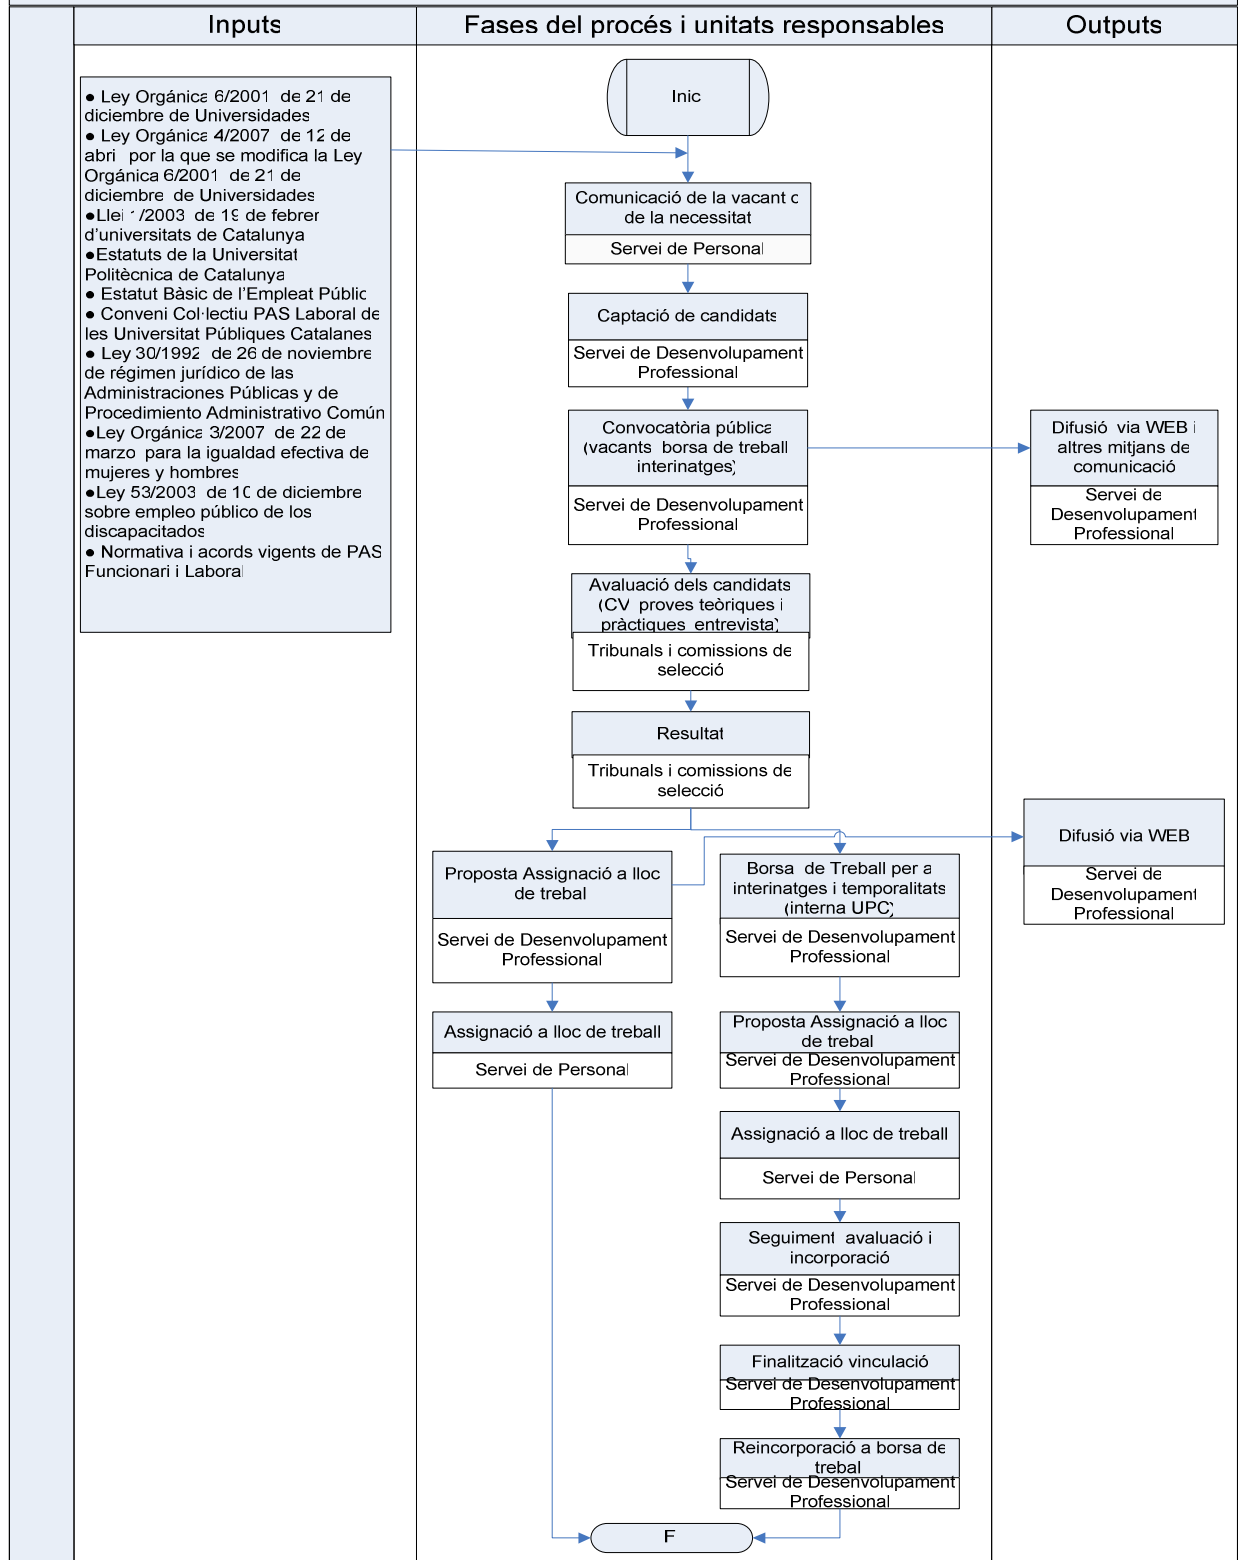 Inputs
Fases del procés i unitats responsables
Outputs
● Ley Orgánica 6/2001 de 21 de
diciembre de Universidades
● Ley Orgánica 4/2007 de 12 de
abri por la que se modifica la Ley
Orgánica 6/2001 de 21 de
diciembre de Universidades
●Llei 1/2003 de 19 de febrer
d'universitats de Catalunya
●Estatuts de la Universitat
Politècnica de Catalunya
● Estatut Bàsic de l'Empleat Públic
● Conveni Col·lectiu PAS Laboral de
les Universitat Públiques Catalanes
● Ley 30/1992 de 26 de noviembre
de régimen jurídico de las
Administraciones Públicas y de
Procedimiento Administrativo Común
●Ley Orgánica 3/2007 de 22 de
marzo para la igualdad efectiva de
mujeres y hombres
●Ley 53/2003 de 10 de diciembre
sobre empleo público de los
discapacitados
● Normativa i acords vigents de PAS
Funcionari i Laboral
Inic
Comunicació de la vacant o
de la necessitat
Servei de Personal
Captació de candidats
Servei de Desenvolupament
Professional
Convocatòria pública
(vacants borsa de treball
interinatges)
Servei de Desenvolupament
Professional
Difusió via WEB i
altres mitjans de
comunicació
Servei de
Desenvolupament
Professional
Avaluació dels candidats
(CV proves teòriques i
pràctiques entrevista)
Tribunals i comissions de
selecció
Resultat
Tribunals i comissions de
selecció
Difusió via WEB
Servei de
Desenvolupament
Professional
Proposta Assignació a lloc
de trebal
Servei de Desenvolupament
Professional
Assignació a lloc de treball
Servei de Personal
Borsa de Treball per a
interinatges i temporalitats
(interna UPC)
Servei de Desenvolupament
Professional
Proposta Assignació a lloc
de trebal
Servei de Desenvolupament
Professional
Assignació a lloc de treball
Servei de Personal
Seguiment avaluació i
incorporació
Servei de Desenvolupament
Professional
Finalització vinculació
Servei de Desenvolupament
Professional
Reincorporació a borsa de
trebal
Servei de Desenvolupament
Professional
F